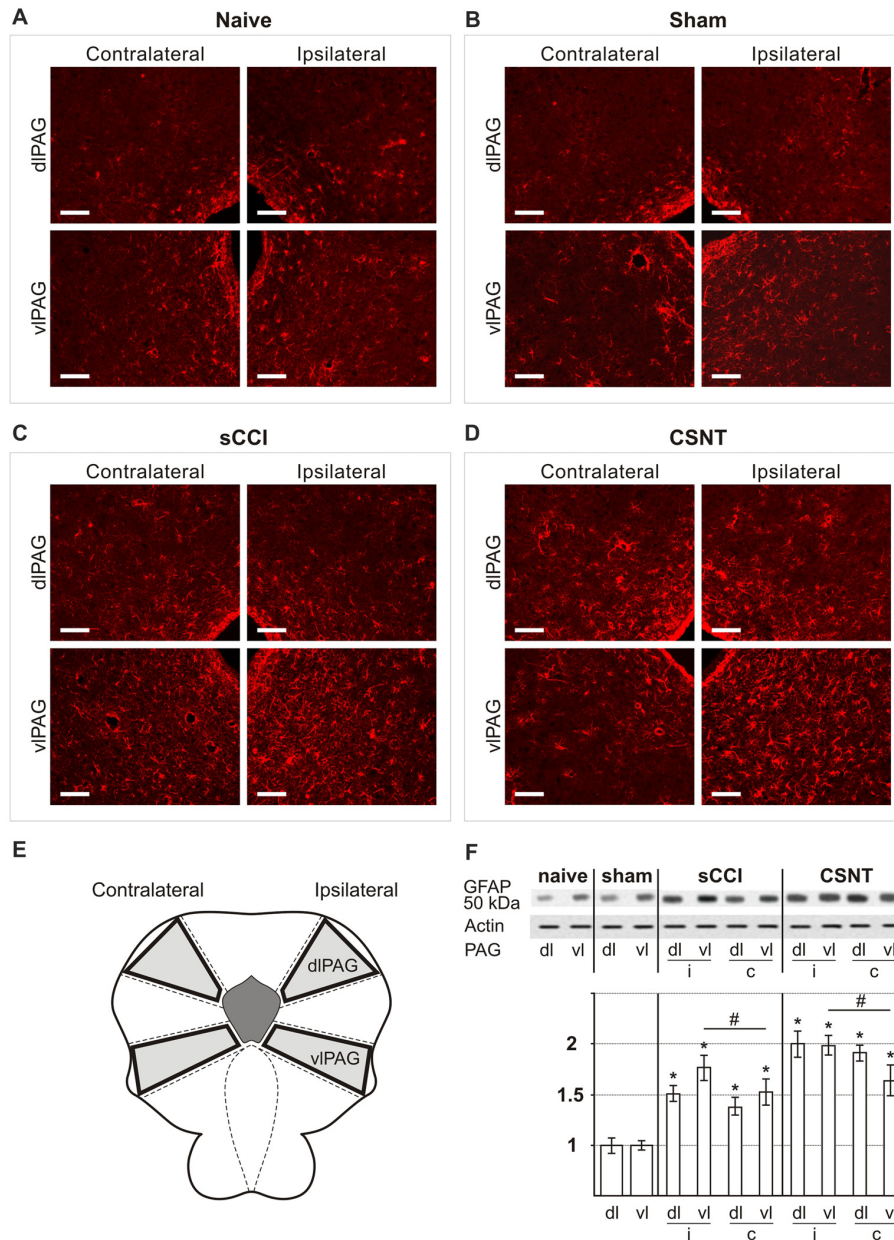 A
Naive
Contralateral Ipsilateral
dlPAG
vlPAG
B
Sham
Contralateral Ipsilateral
dlPAG
vlPAG
C
sCCI
Contralateral Ipsilateral
dlPAG
vlPAG
D
CSNT
Contralateral Ipsilateral
dlPAG
vlPAG
E
Contralateral Ipsilateral
dlPAG
vlPAG
F
naive sham sCCI CSNT
GFAP
50 kDa
Actin
PAG dl vl dl vl dl vl dl vl dl vl dl vl
i c i c
# #
* * * * * * * *
2
1.5
1
dl vl dl vl dl vl dl vl dl vl
i c i c